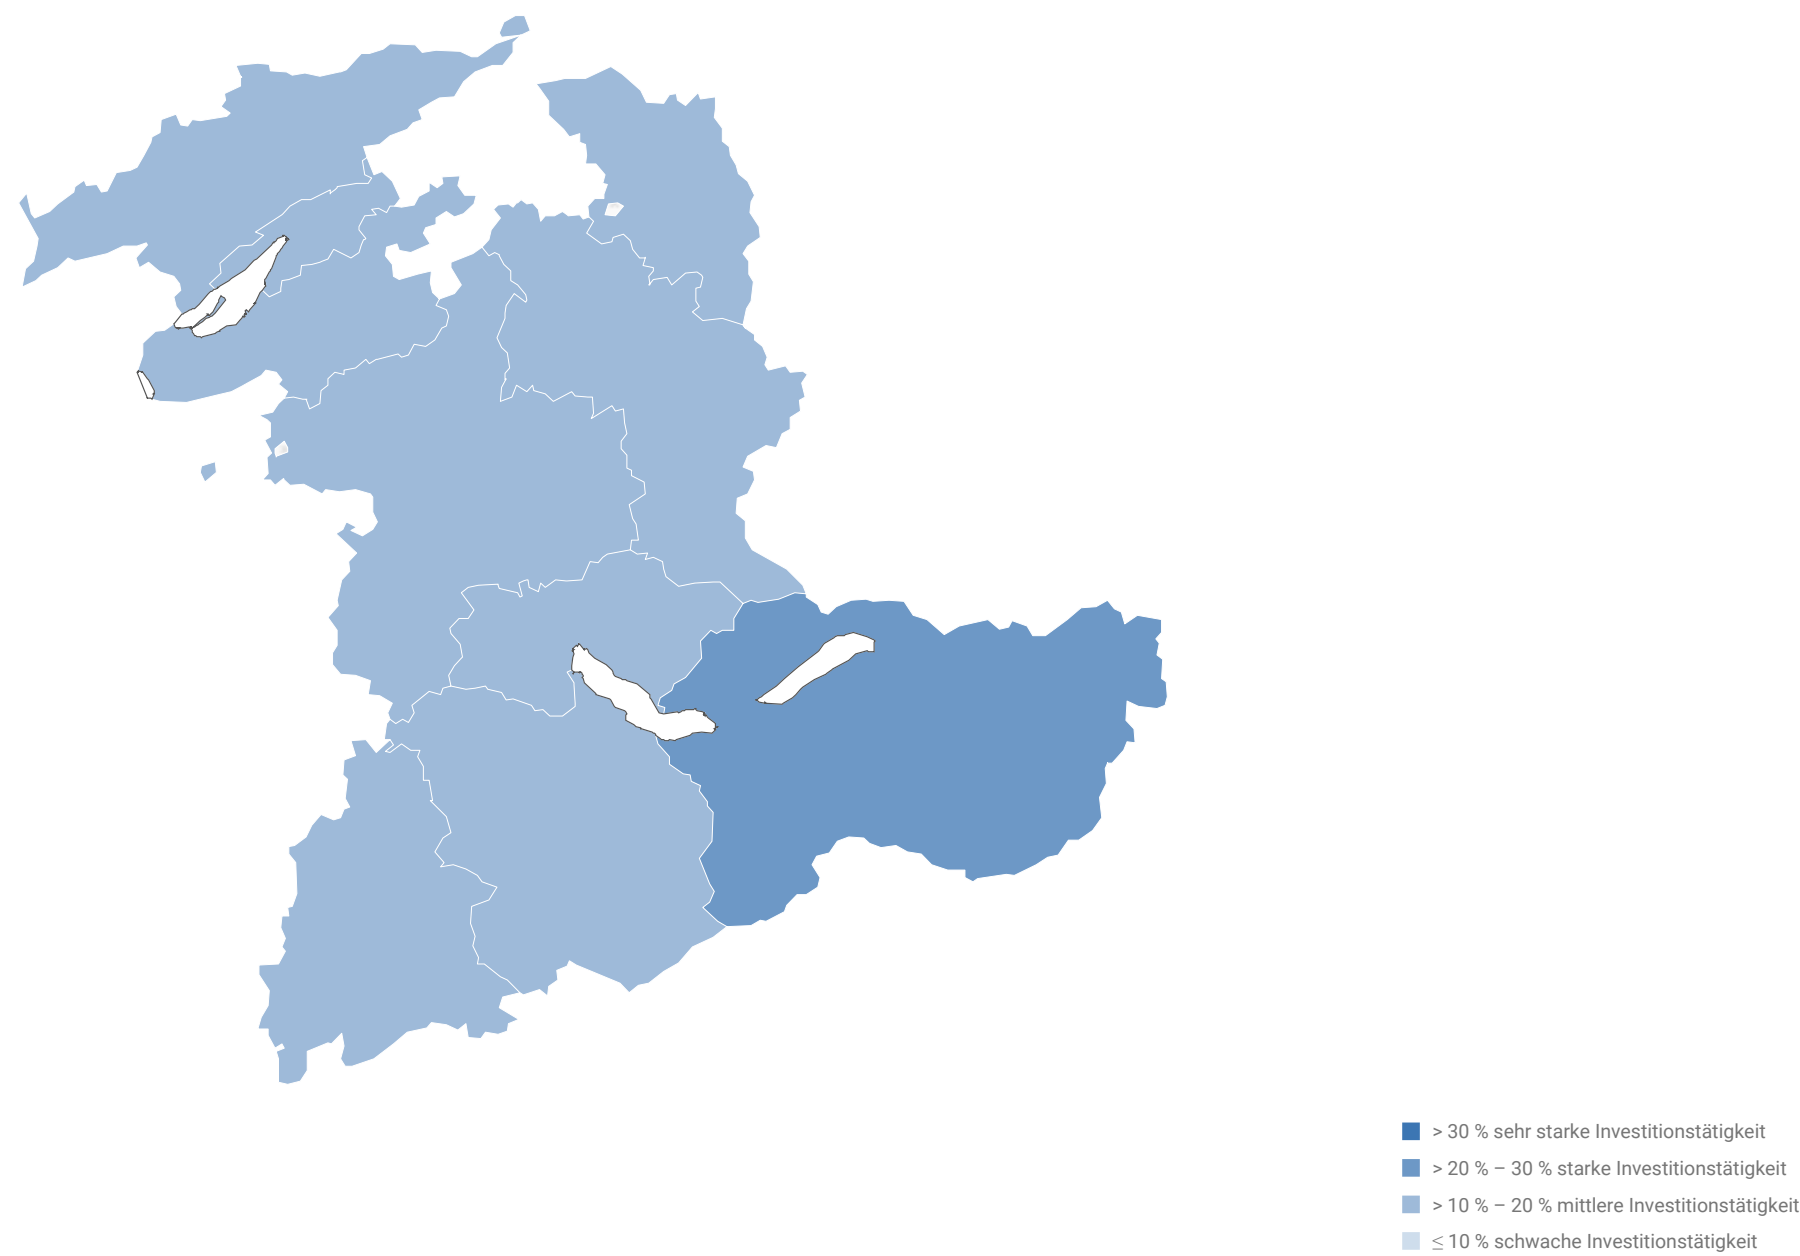 > 30 % sehr starke Investitionstätigkeit
> 20 % – 30 % starke Investitionstätigkeit
> 10 % – 20 % mittlere Investitionstätigkeit
≤ 10 % schwache Investitionstätigkeit